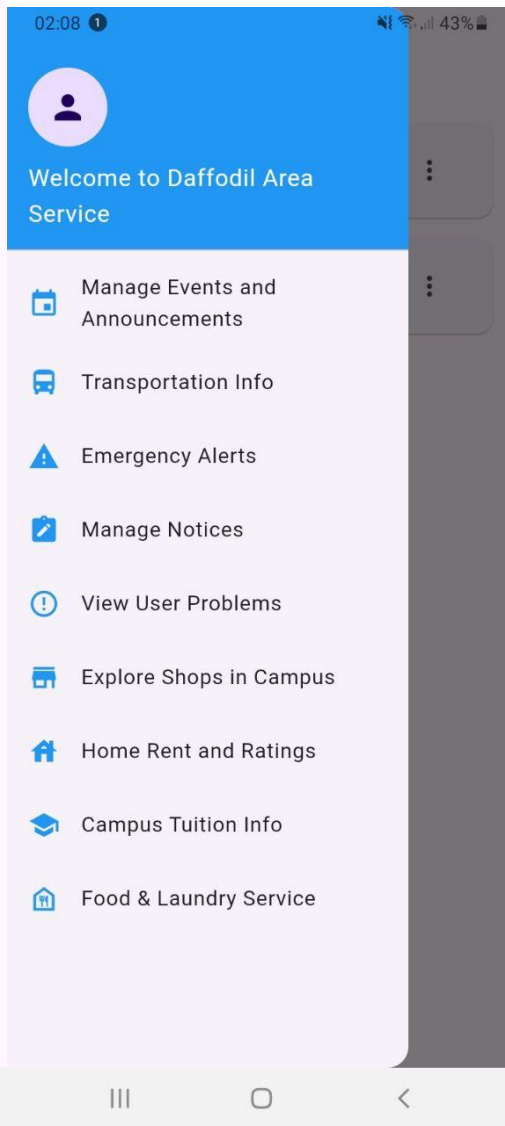 02:08 1 43%
Welcome to Daffodil Area
Service
Manage Events and
Announcements
Transportation Info
Emergency Alerts
Manage Notices
View User Problems
Explore Shops in Campus
Home Rent and Ratings
Campus Tuition Info
Food & Laundry Service